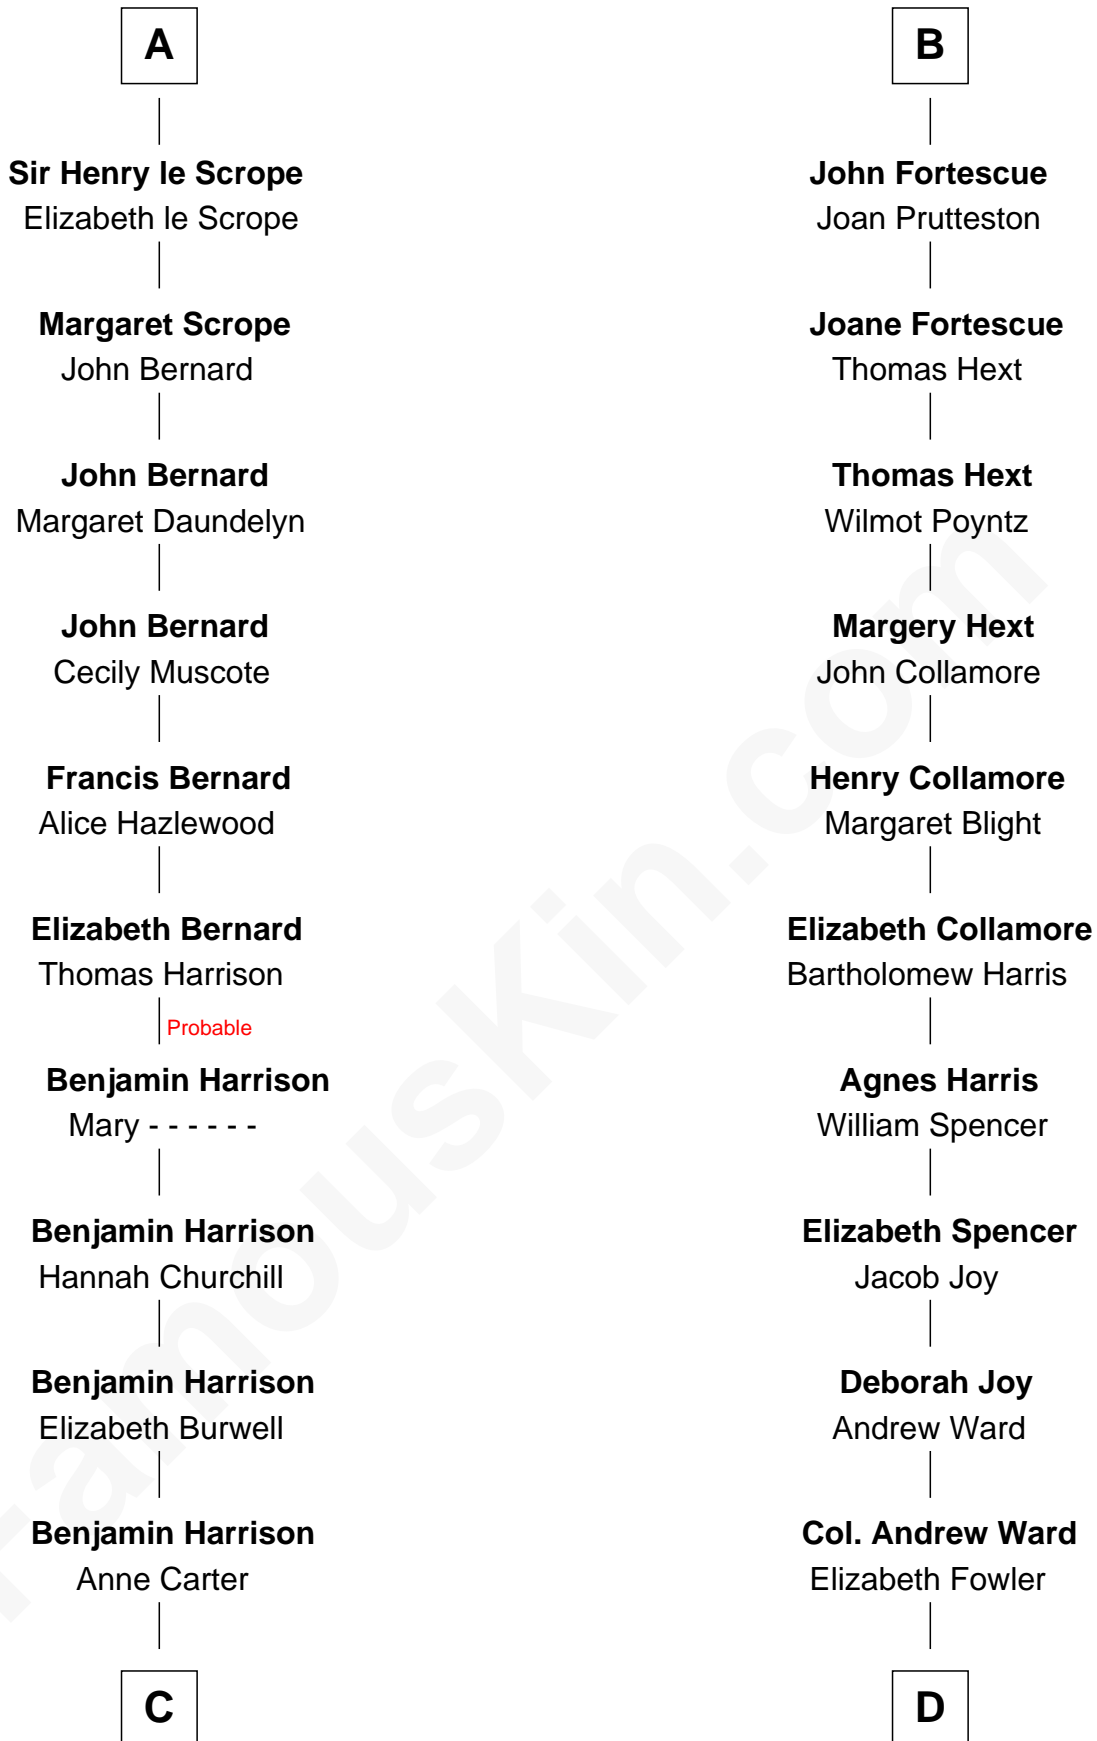 A
Sir Henry le Scrope
Elizabeth le Scrope
Margaret Scrope
John Bernard
John Bernard
Margaret Daundelyn
John Bernard
Cecily Muscote
Francis Bernard
Alice Hazlewood
Elizabeth Bernard
Thomas Harrison
Probable
Benjamin Harrison
Mary - - - - - -
Benjamin Harrison
Hannah Churchill
Benjamin Harrison
Elizabeth Burwell
Benjamin Harrison
Anne Carter
C
B
John Fortescue
Joan Prutteston
Joane Fortescue
Thomas Hext
Thomas Hext
Wilmot Poyntz
Margery Hext
John Collamore
Henry Collamore
Margaret Blight
Elizabeth Collamore
Bartholomew Harris
Agnes Harris
William Spencer
Elizabeth Spencer
Jacob Joy
Deborah Joy
Andrew Ward
Col. Andrew Ward
Elizabeth Fowler
D
FamousKin.com